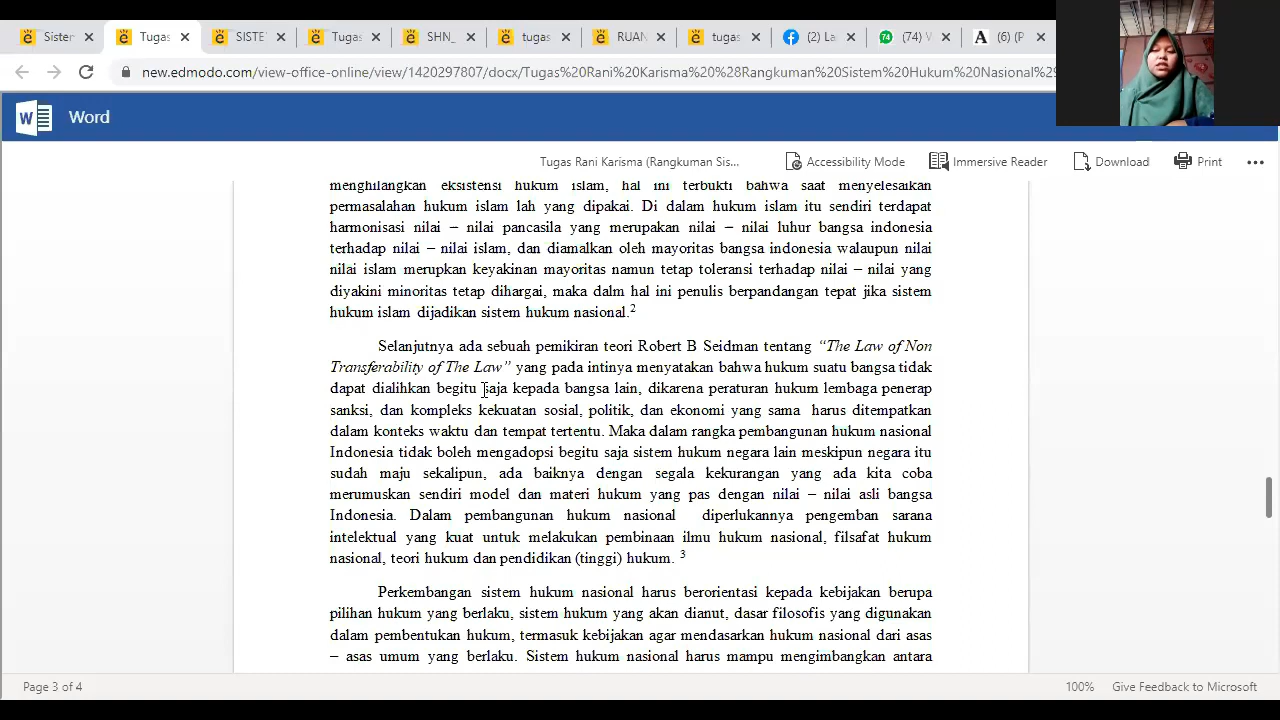 Sister
Tugas
SISTE
Tugas
SHN_
tugas
RUAN
tugas
(2) La
(74) V
(6) (P
new.edmodo.com/view-office-online/view/1420297807/docx/Tugas%20Rani%20Karisma%20%28Rangkuman%20Sistem%20Hukum%20Nasional%29
Word
Tugas Rani Karisma (Rangkuman Sis...
Accessibility Mode
Immersive Reader
Download
Print
menghilangkan eksistensi hukum islam, hal ini terbukti bahwa saat menyelesaikan
permasalahan hukum islam lah yang dipakai. Di dalam hukum islam itu sendiri terdapat
harmonisasi nilai – nilai pancasila yang merupakan nilai – nilai luhur bangsa indonesia
terhadap nilai – nilai islam, dan diamalkan oleh mayoritas bangsa indonesia walaupun nilai
nilai islam merupkan keyakinan mayoritas namun tetap toleransi terhadap nilai – nilai yang
diyakini minoritas tetap dihargai, maka dalm hal ini penulis berpandangan tepat jika sistem
hukum islam dijadikan sistem hukum nasional.2
Selanjutnya ada sebuah pemikiran teori Robert B Seidman tentang “The Law of Non
Transferability of The Law” yang pada intinya menyatakan bahwa hukum suatu bangsa tidak
dapat dialihkan begitu saja kepada bangsa lain, dikarena peraturan hukum lembaga penerap
sanksi, dan kompleks kekuatan sosial, politik, dan ekonomi yang sama harus ditempatkan
dalam konteks waktu dan tempat tertentu. Maka dalam rangka pembangunan hukum nasional
Indonesia tidak boleh mengadopsi begitu saja sistem hukum negara lain meskipun negara itu
sudah maju sekalipun, ada baiknya dengan segala kekurangan yang ada kita coba
merumuskan sendiri model dan materi hukum yang pas dengan nilai – nilai asli bangsa
Indonesia. Dalam pembangunan hukum nasional diperlukannya pengemban sarana
intelektual yang kuat untuk melakukan pembinaan ilmu hukum nasional, filsafat hukum
nasional, teori hukum dan pendidikan (tinggi) hukum. 3
Perkembangan sistem hukum nasional harus berorientasi kepada kebijakan berupa
pilihan hukum yang berlaku, sistem hukum yang akan dianut, dasar filosofis yang digunakan
dalam pembentukan hukum, termasuk kebijakan agar mendasarkan hukum nasional dari asas
– asas umum yang berlaku. Sistem hukum nasional harus mampu mengimbangkan antara
Page 3 of 4
100%
Give Feedback to Microsoft